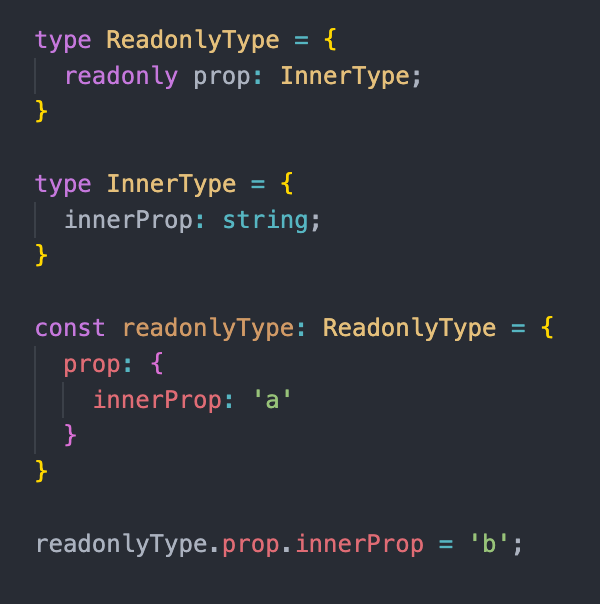 type ReadonlyType = {
  readonly prop: InnerType;
}

type InnerType = {
  innerProp: string;
}

const readonlyType: ReadonlyType = {
  prop: {
    innerProp: 'a'
  }
}

readonlyType.prop.innerProp = 'b';